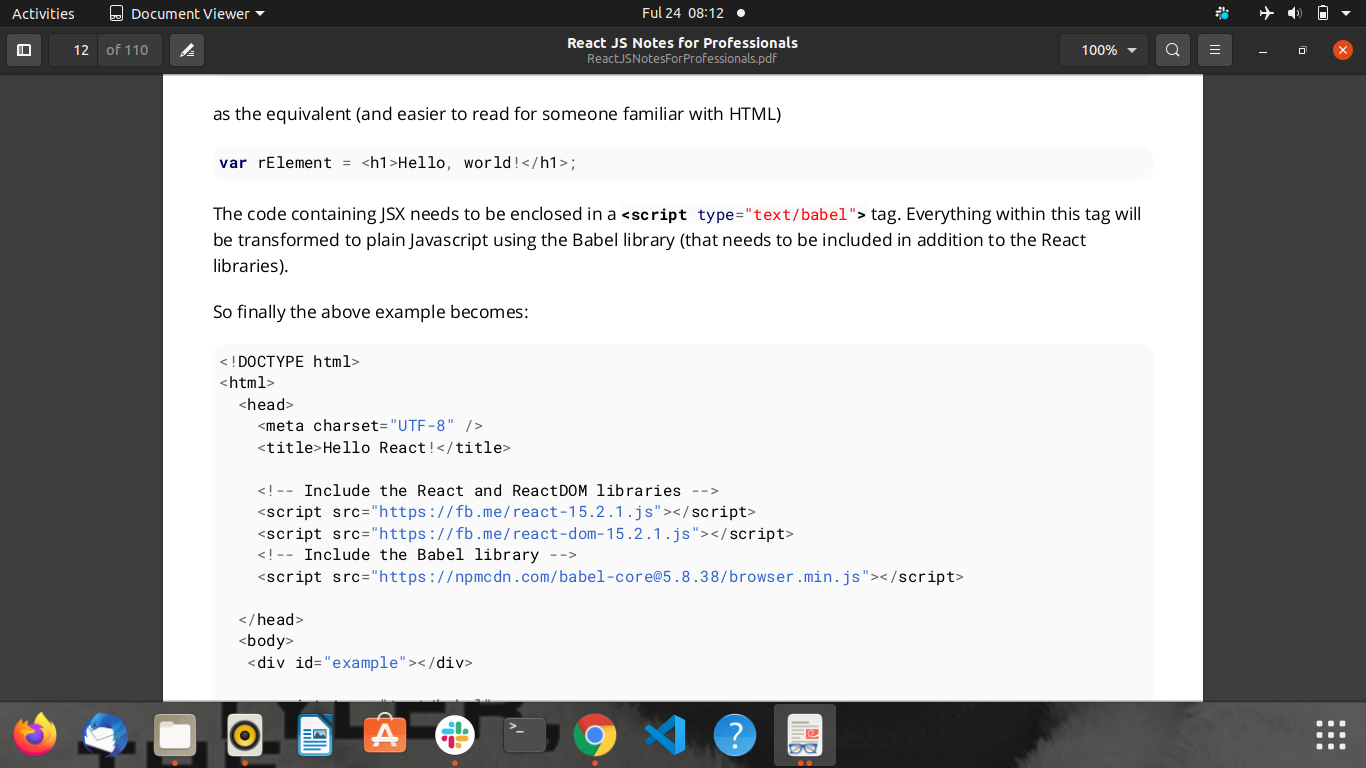 Activities
Document Viewer
Ful 24 08:12
12 of 110
React JS Notes for Professionals
ReactJSNotesForProfessionals.pdf
100%
as the equivalent (and easier to read for someone familiar with HTML)
var rElement = <h1>Hello, world!</h1>;
The code containing JSX needs to be enclosed in a <script type="text/babel"> tag. Everything within this tag will
be transformed to plain Javascript using the Babel library (that needs to be included in addition to the React
libraries).
So finally the above example becomes:
<!DOCTYPE html>
<html>
<head>
<meta charset="UTF-8" />
<title>Hello React!</title>
<!-- Include the React and ReactDOM libraries -->
<script src="https://fb.me/react-15.2.1.js"></script>
<script src="https://fb.me/react-dom-15.2.1.js"></script>
<!-- Include the Babel library -->
<script src="https://npmcdn.com/babel-core@5.8.38/browser.min.js"></script>
</head>
<body>
<div id="example"></div>